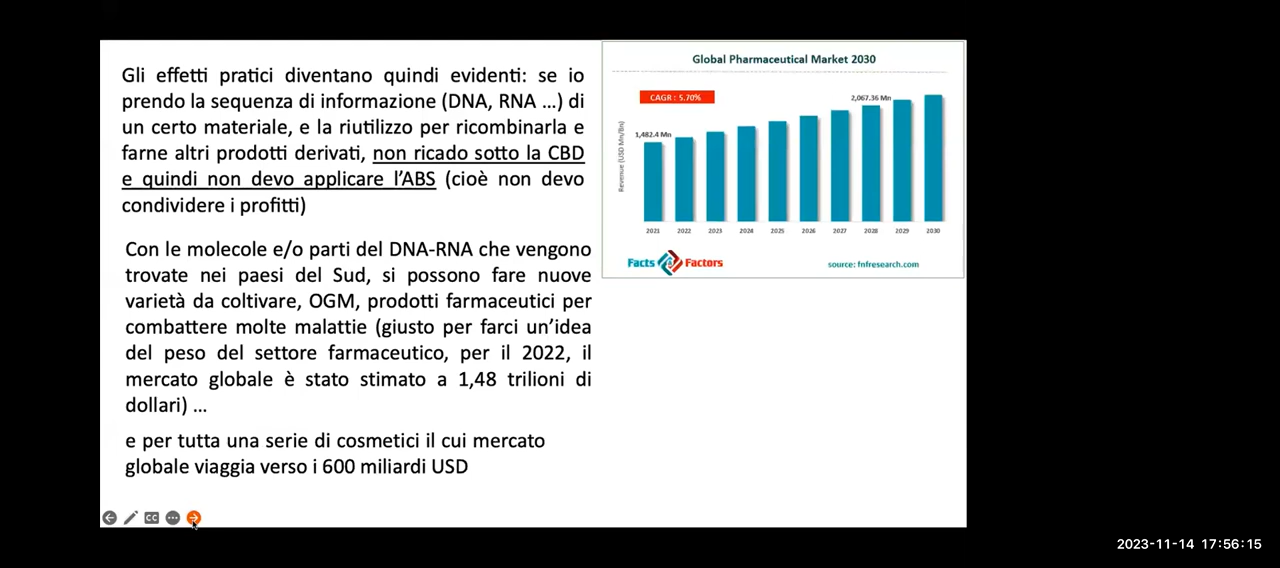 Gli effetti pratici diventano quindi evidenti: se io
prendo la sequenza di informazione (DNA, RNA …) di
un certo materiale, e la riutilizzo per ricombinarla e
farne altri prodotti derivati, non ricado sotto la CBD
e quindi non devo applicare l'ABS (cioè non devo
condividere i profitti)
Con le molecole e/o parti del DNA-RNA che vengono
trovate nei paesi del Sud, si possono fare nuove
varietà da coltivare, OGM, prodotti farmaceutici per
combattere molte malattie (giusto per farci un'idea
del peso del settore farmaceutico, per il 2022, il
mercato globale è stato stimato a 1,48 trilioni di
dollari) …
e per tutta una serie di cosmetici il cui mercato
globale viaggia verso i 600 miliardi USD
Global Pharmaceutical Market 2030
CAGR : 5.70%
2,067.36 Mn
1,482.4 Mn
Revenue (USD Mn/Bn)
2021 2022 2023 2024 2025 2026 2027 2028 2029 2030
Facts Factors
source: fnfresearch.com
CC
2023-11-14 17:56:15